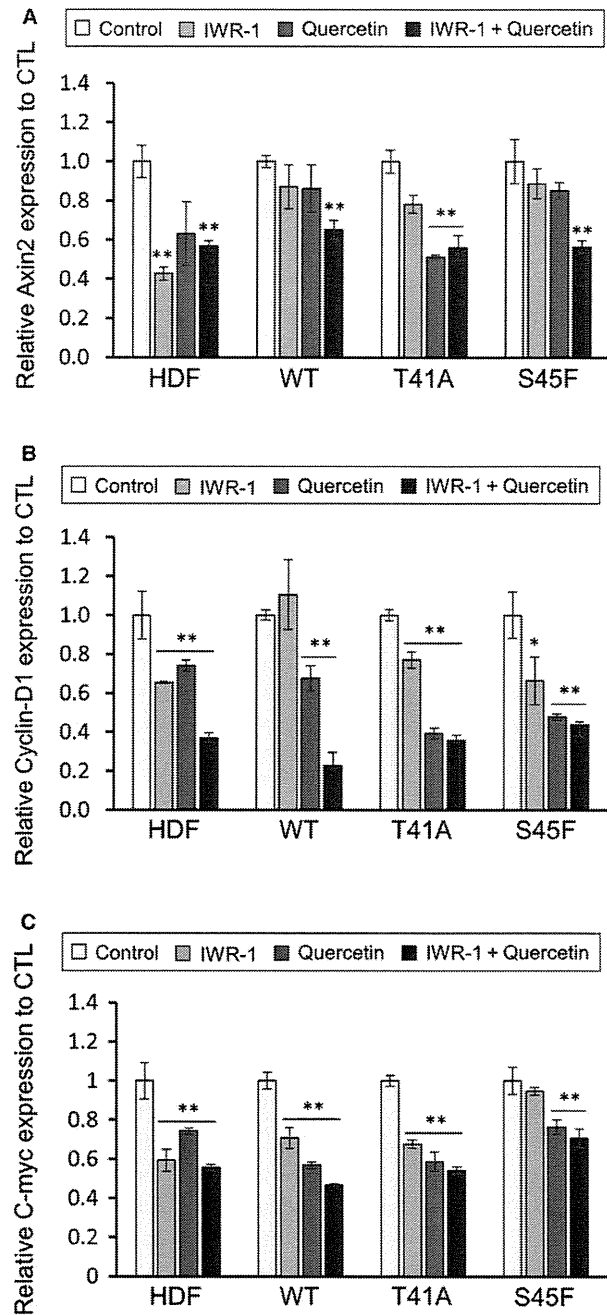 A
Control IWR-1 Quercetin IWR-1 + Quercetin
Relative Axin2 expression to CTL
1.4
1.2
1.0
0.8
0.6
0.4
0.2
0.0
** ** ** ** **
HDF WT T41A S45F
B
Control IWR-1 Quercetin IWR-1 + Quercetin
Relative Cyclin-D1 expression to CTL
1.4
1.2
1.0
0.8
0.6
0.4
0.2
0.0
** ** ** * **
HDF WT T41A S45F
C
Control IWR-1 Quercetin IWR-1 + Quercetin
Relative C-myc expression to CTL
1.4
1.2
1
0.8
0.6
0.4
0.2
0
** ** ** **
HDF WT T41A S45F